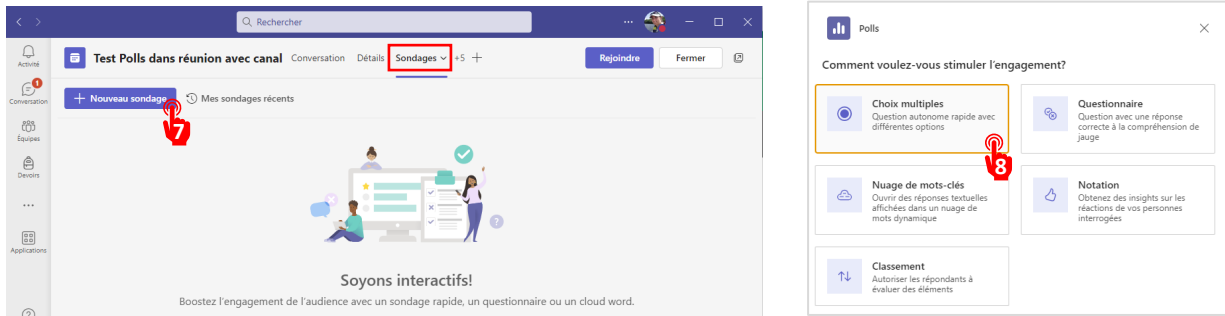 Rechercher
...
Activité
Test Polls dans réunion avec canal Conversation Détails Sondages +5
Rejoindre Fermer
1
Conversation
Nouveau sondage
7
Mes sondages récents
Équipes
Devoirs
...
Applications
Soyons interactifs!
Boostez l'engagement de l'audience avec un sondage rapide, un questionnaire ou un cloud word.
Polls
Comment voulez-vous stimuler l'engagement?
Choix multiples
Question autonome rapide avec
différentes options
8
Questionnaire
Question avec une réponse
correcte à la compréhension de
jauge
Nuage de mots-clés
Ouvrir des réponses textuelles
affichées dans un nuage de
mots dynamique
Notation
Obtenez des insights sur les
réactions de vos personnes
interrogées
Classement
Autoriser les répondants à
évaluer des éléments